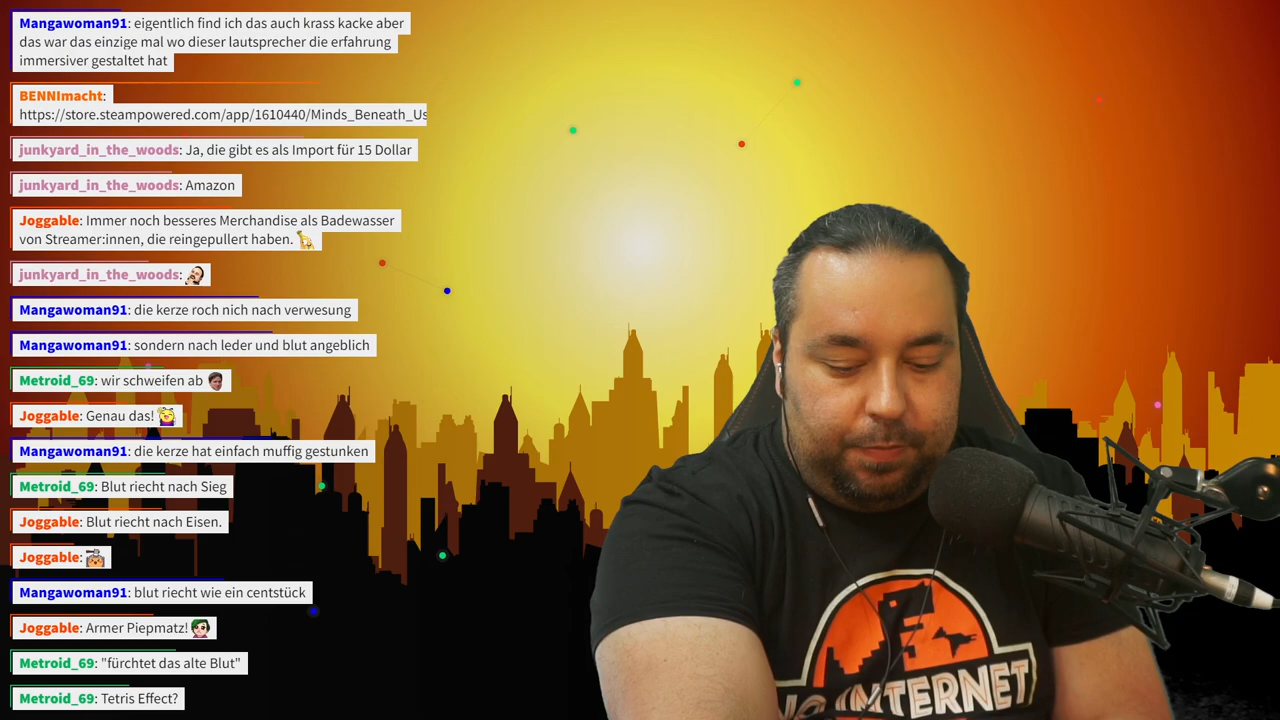 Mangawoman91: eigentlich find ich das auch krass kacke aber
das war das einzige mal wo dieser lautsprecher die erfahrung
immersiver gestaltet hat
BENNImacht:
https://store.steampowered.com/app/1610440/Minds_Beneath_Us
junkyard_in_the_woods: Ja, die gibt es als Import für 15 Dollar
junkyard_in_the_woods: Amazon
Joggable: Immer noch besseres Merchandise als Badewasser
von Streamer:innen, die reingepullert haben.
junkyard_in_the_woods:
Mangawoman91: die kerze roch nich nach verwesung
Mangawoman91: sondern nach leder und blut angeblich
Metroid_69: wir schweifen ab
Joggable: Genau das!
Mangawoman91: die kerze hat einfach muffig gestunken
Metroid_69: Blut riecht nach Sieg
Joggable: Blut riecht nach Eisen.
Joggable:
Mangawoman91: blut riecht wie ein centstück
Joggable: Armer Piepmatz!
Metroid_69: "fürchtet das alte Blut"
Metroid_69: Tetris Effect?
NO INTERNET